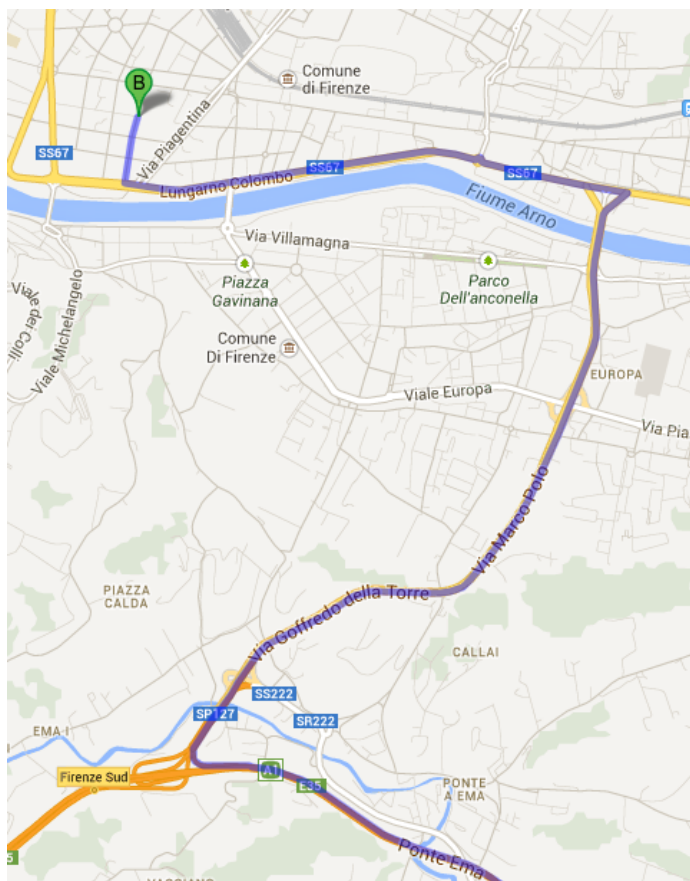 B
Comune
di Firenze
Via Piagentina
SS67
Lungarno Colombo
SS67
SS67
Fiume Arno
Via Villamagna
Piazza
Gavinana
Parco
Dell'anconella
Viale dei Colli
Viale Michelangelo
Comune
Di Firenze
EUROPA
Viale Europa
Via Pia
Via Marco Polo
PIAZZA
CALDA
Via Goffredo della Torre
CALLAI
SS222
SP127
SR222
EMA I
Firenze Sud
A1
E35
PONTE
A EMA
Ponte Ema